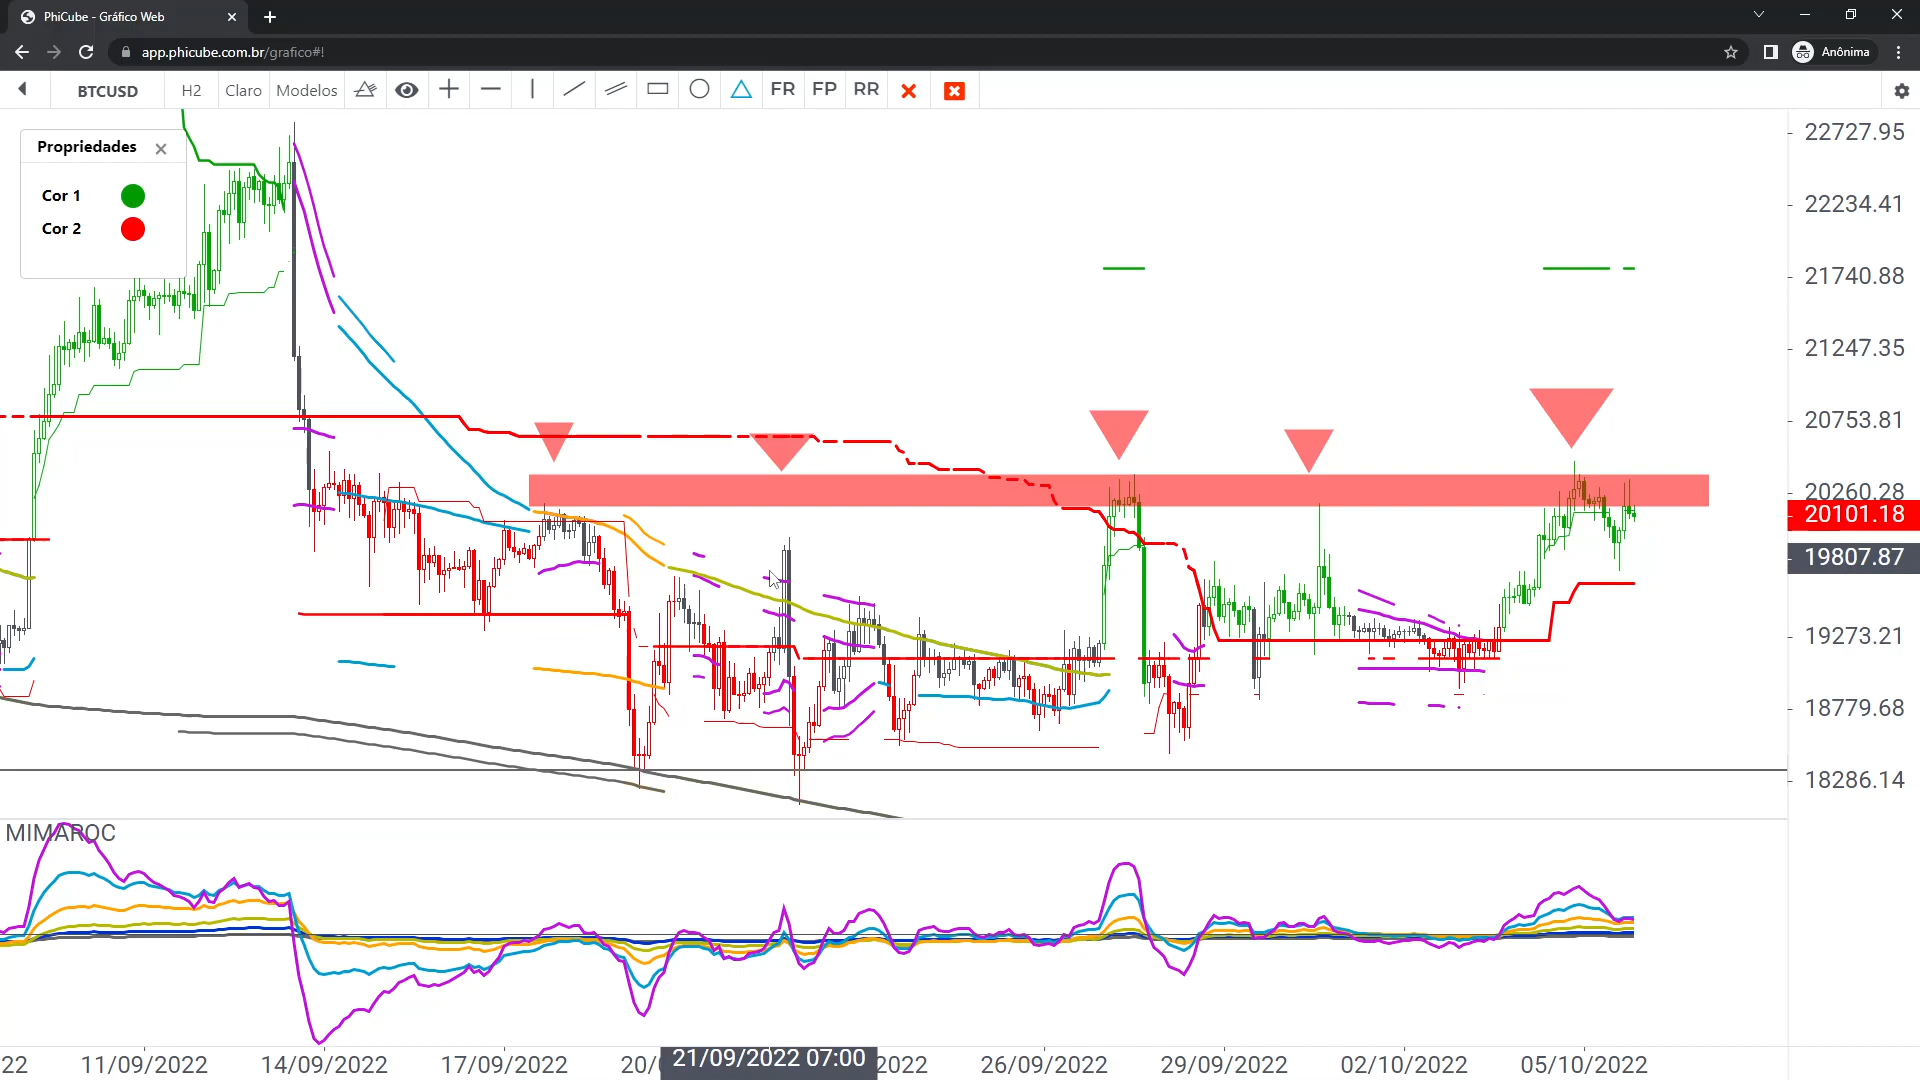 PhiCube - Gráfico Web
app.phicube.com.br/grafico#!
Anônima
BTCUSD H2 Claro Modelos FR FP RR
Propriedades
Cor 1
Cor 2
22727.95
22234.41
21740.88
21247.35
20753.81
20260.28
20101.18
19807.87
19273.21
18779.68
18286.14
MIMAROC
22 11/09/2022 14/09/2022 17/09/2022 20/ 21/09/2022 07:00 2022 26/09/2022 29/09/2022 02/10/2022 05/10/2022